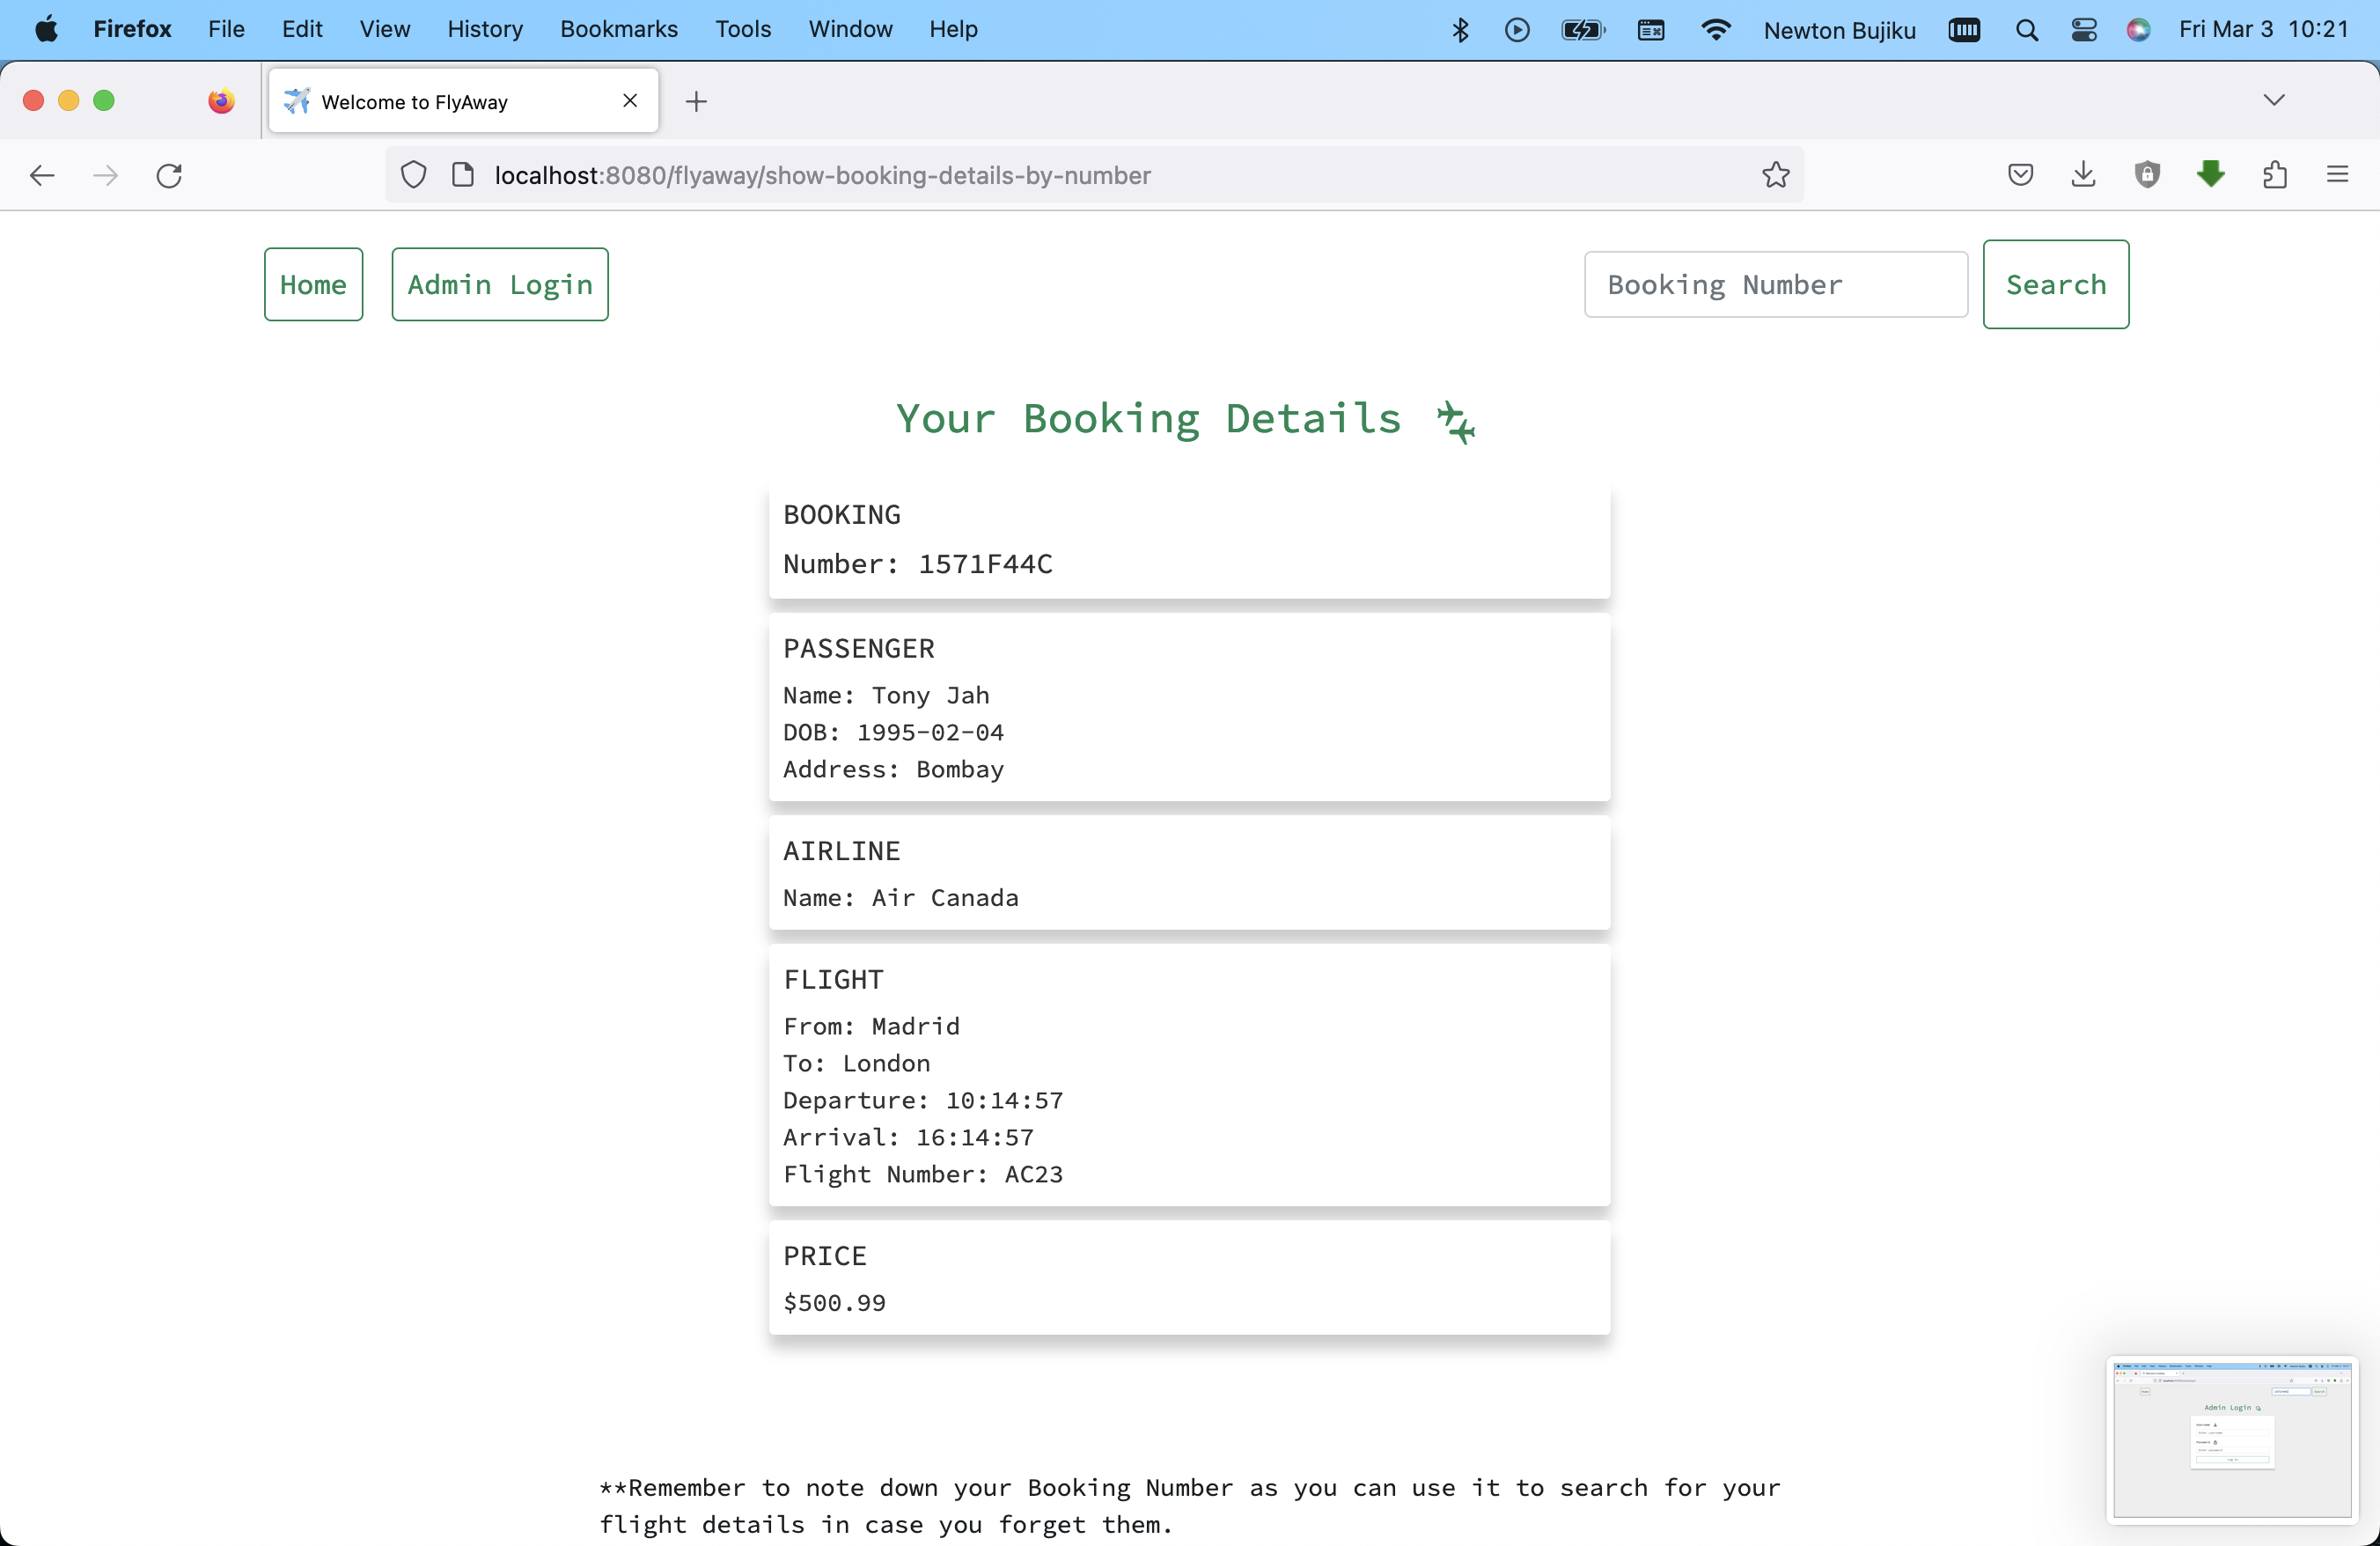 Firefox File Edit View History Bookmarks Tools Window Help Newton Bujiku Fri Mar 3 10:21
Welcome to FlyAway
localhost:8080/flyaway/show-booking-details-by-number
Home Admin Login Booking Number Search
Your Booking Details
BOOKING
Number: 1571F44C
PASSENGER
Name: Tony Jah
DOB: 1995-02-04
Address: Bombay
AIRLINE
Name: Air Canada
FLIGHT
From: Madrid
To: London
Departure: 10:14:57
Arrival: 16:14:57
Flight Number: AC23
PRICE
$500.99
**Remember to note down your Booking Number as you can use it to search for your
flight details in case you forget them.
Admin Login